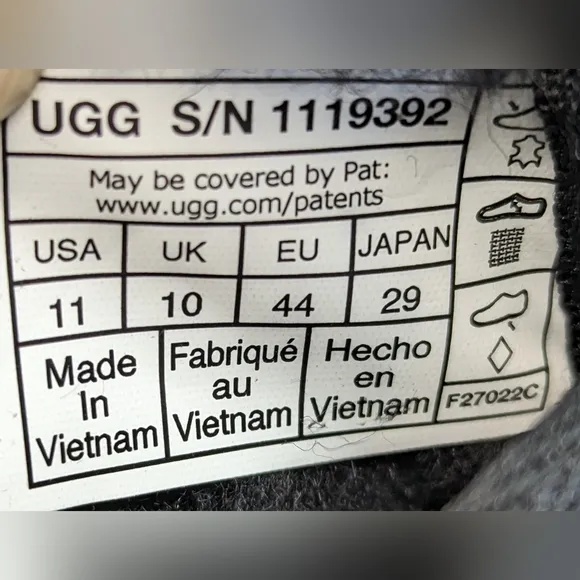 UGG S/N 1119392
May be covered by Pat:
www.ugg.com/patents
USA UK EU JAPAN
11 10 44 29
Made In Vietnam
Fabriqué au Vietnam
Hecho en Vietnam
F27022C